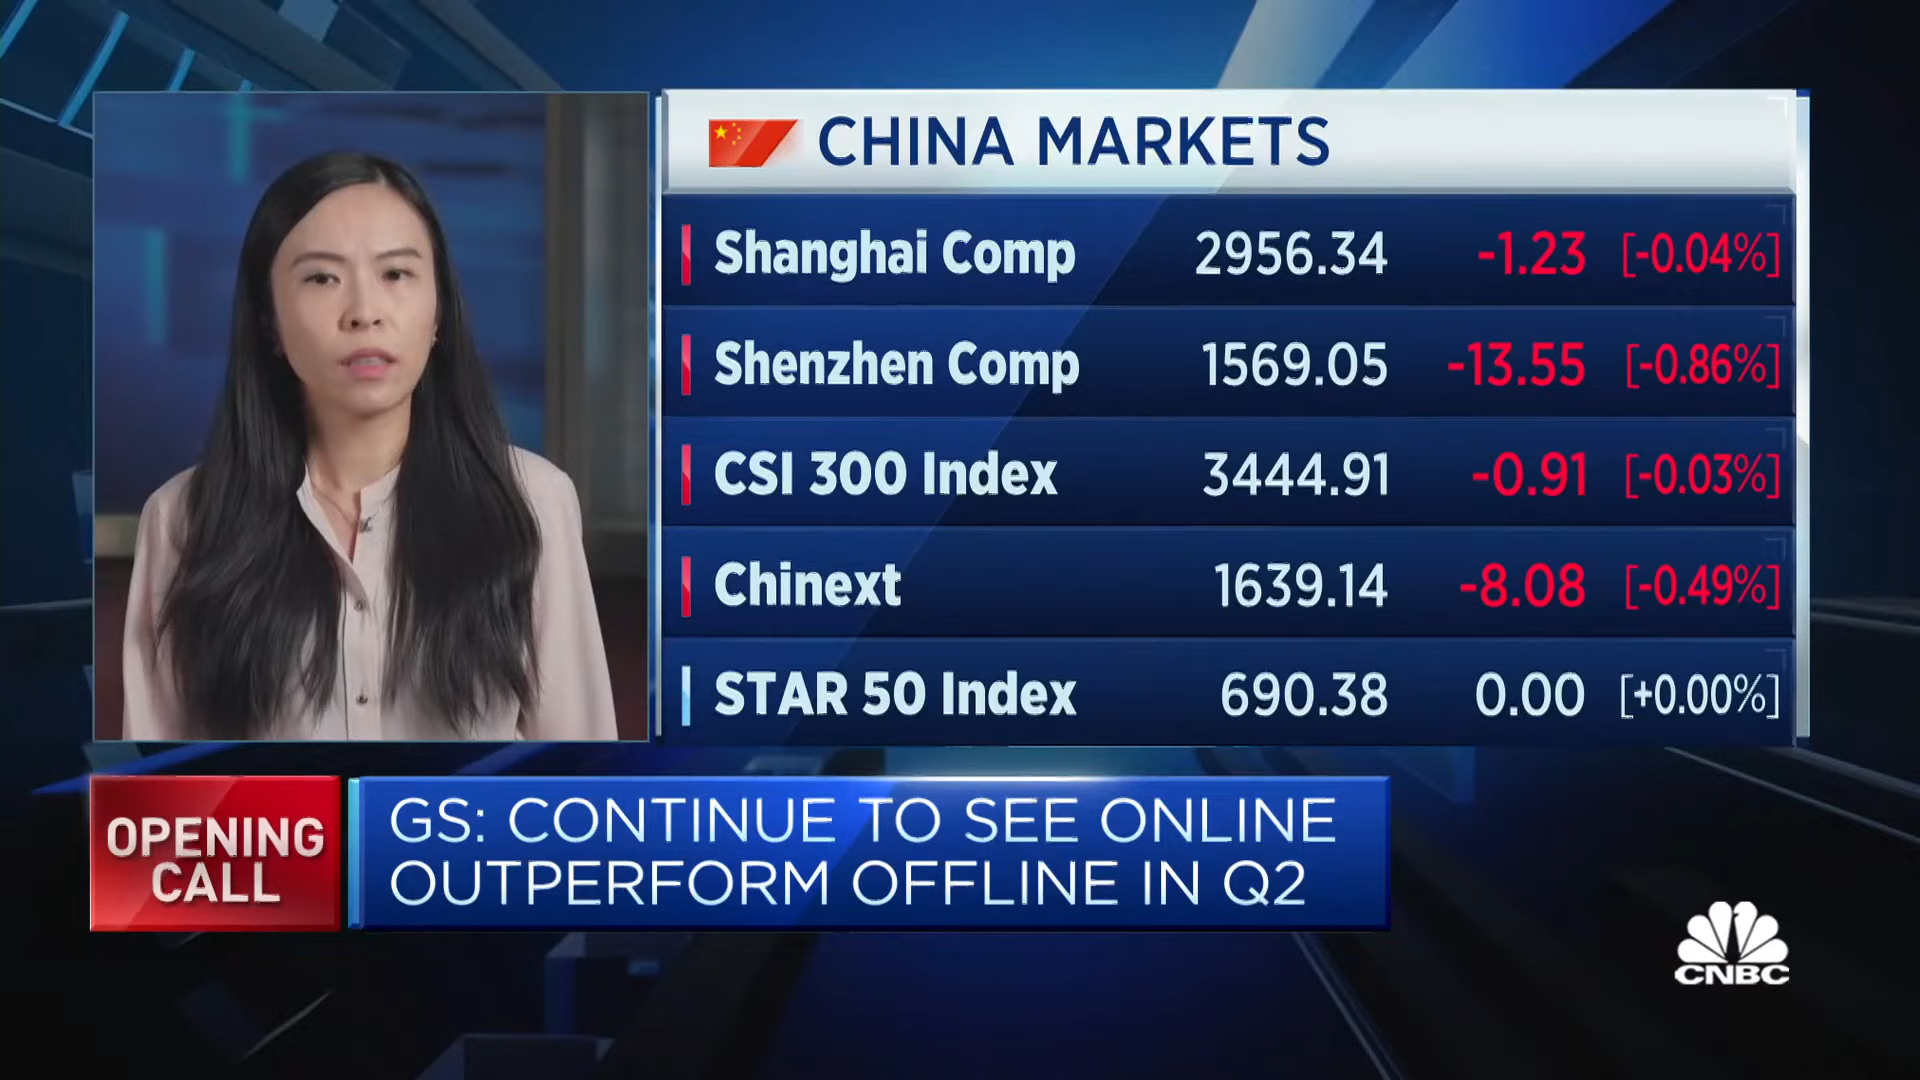 CHINA MARKETS
Shanghai Comp 2956.34 -1.23 [-0.04%]
Shenzhen Comp 1569.05 -13.55 [-0.86%]
CSI 300 Index 3444.91 -0.91 [-0.03%]
Chinext 1639.14 -8.08 [-0.49%]
STAR 50 Index 690.38 0.00 [+0.00%]
OPENING
CALL
GS: CONTINUE TO SEE ONLINE
OUTPERFORM OFFLINE IN Q2
CNBC